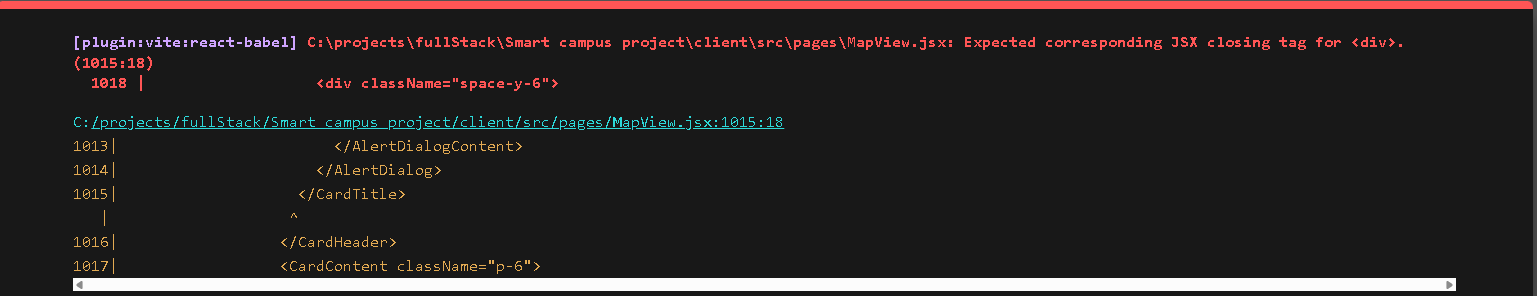 [plugin:vite:react-babel] C:\projects\fullStack\Smart campus project\client\src\pages\MapView.jsx: Expected corresponding JSX closing tag for <div>.
(1015:18)
  1018 |                   <div className="space-y-6">
C:/projects/fullStack/Smart campus project/client/src/pages/MapView.jsx:1015:18
1013|                        </AlertDialogContent>
1014|                      </AlertDialog>
1015|                    </CardTitle>
   |                    ^
1016|                  </CardHeader>
1017|                  <CardContent className="p-6">